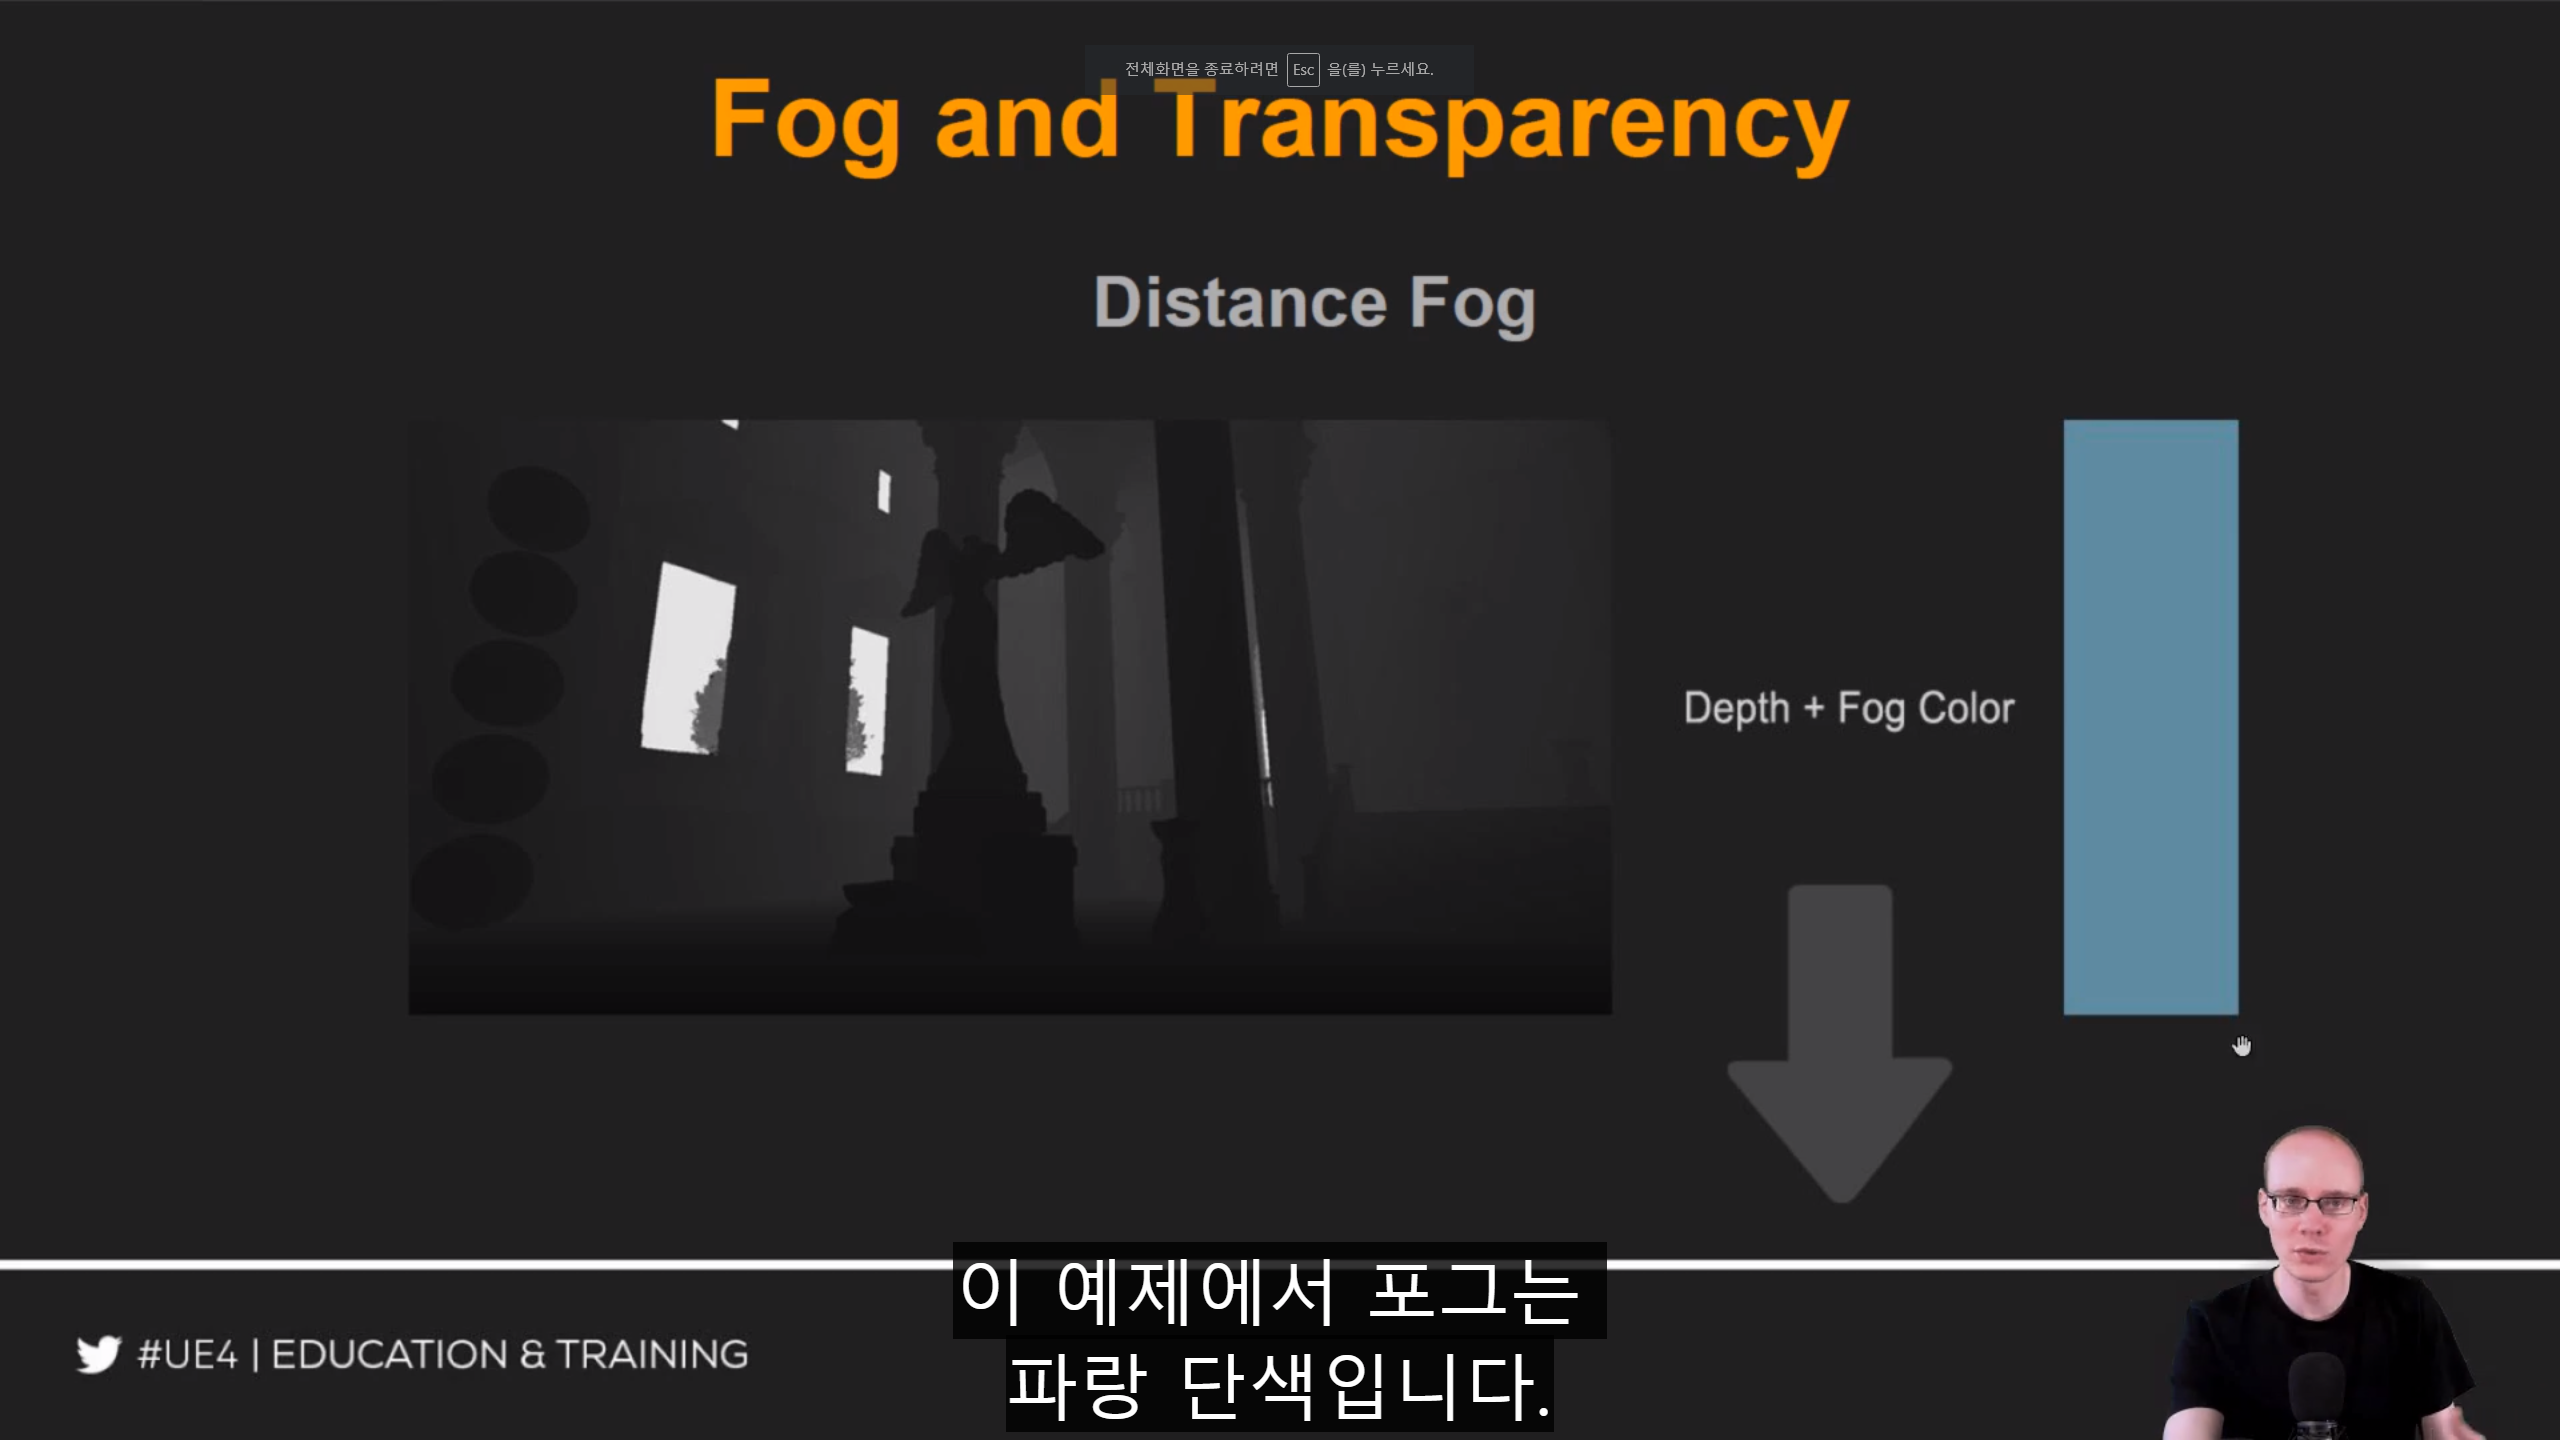 전체화면을 종료하려면 Esc 을(를) 누르세요.
Fog and Transparency
Distance Fog
Depth + Fog Color
이 예제에서 포그는
파랑 단색입니다.
#UE4 | EDUCATION & TRAINING